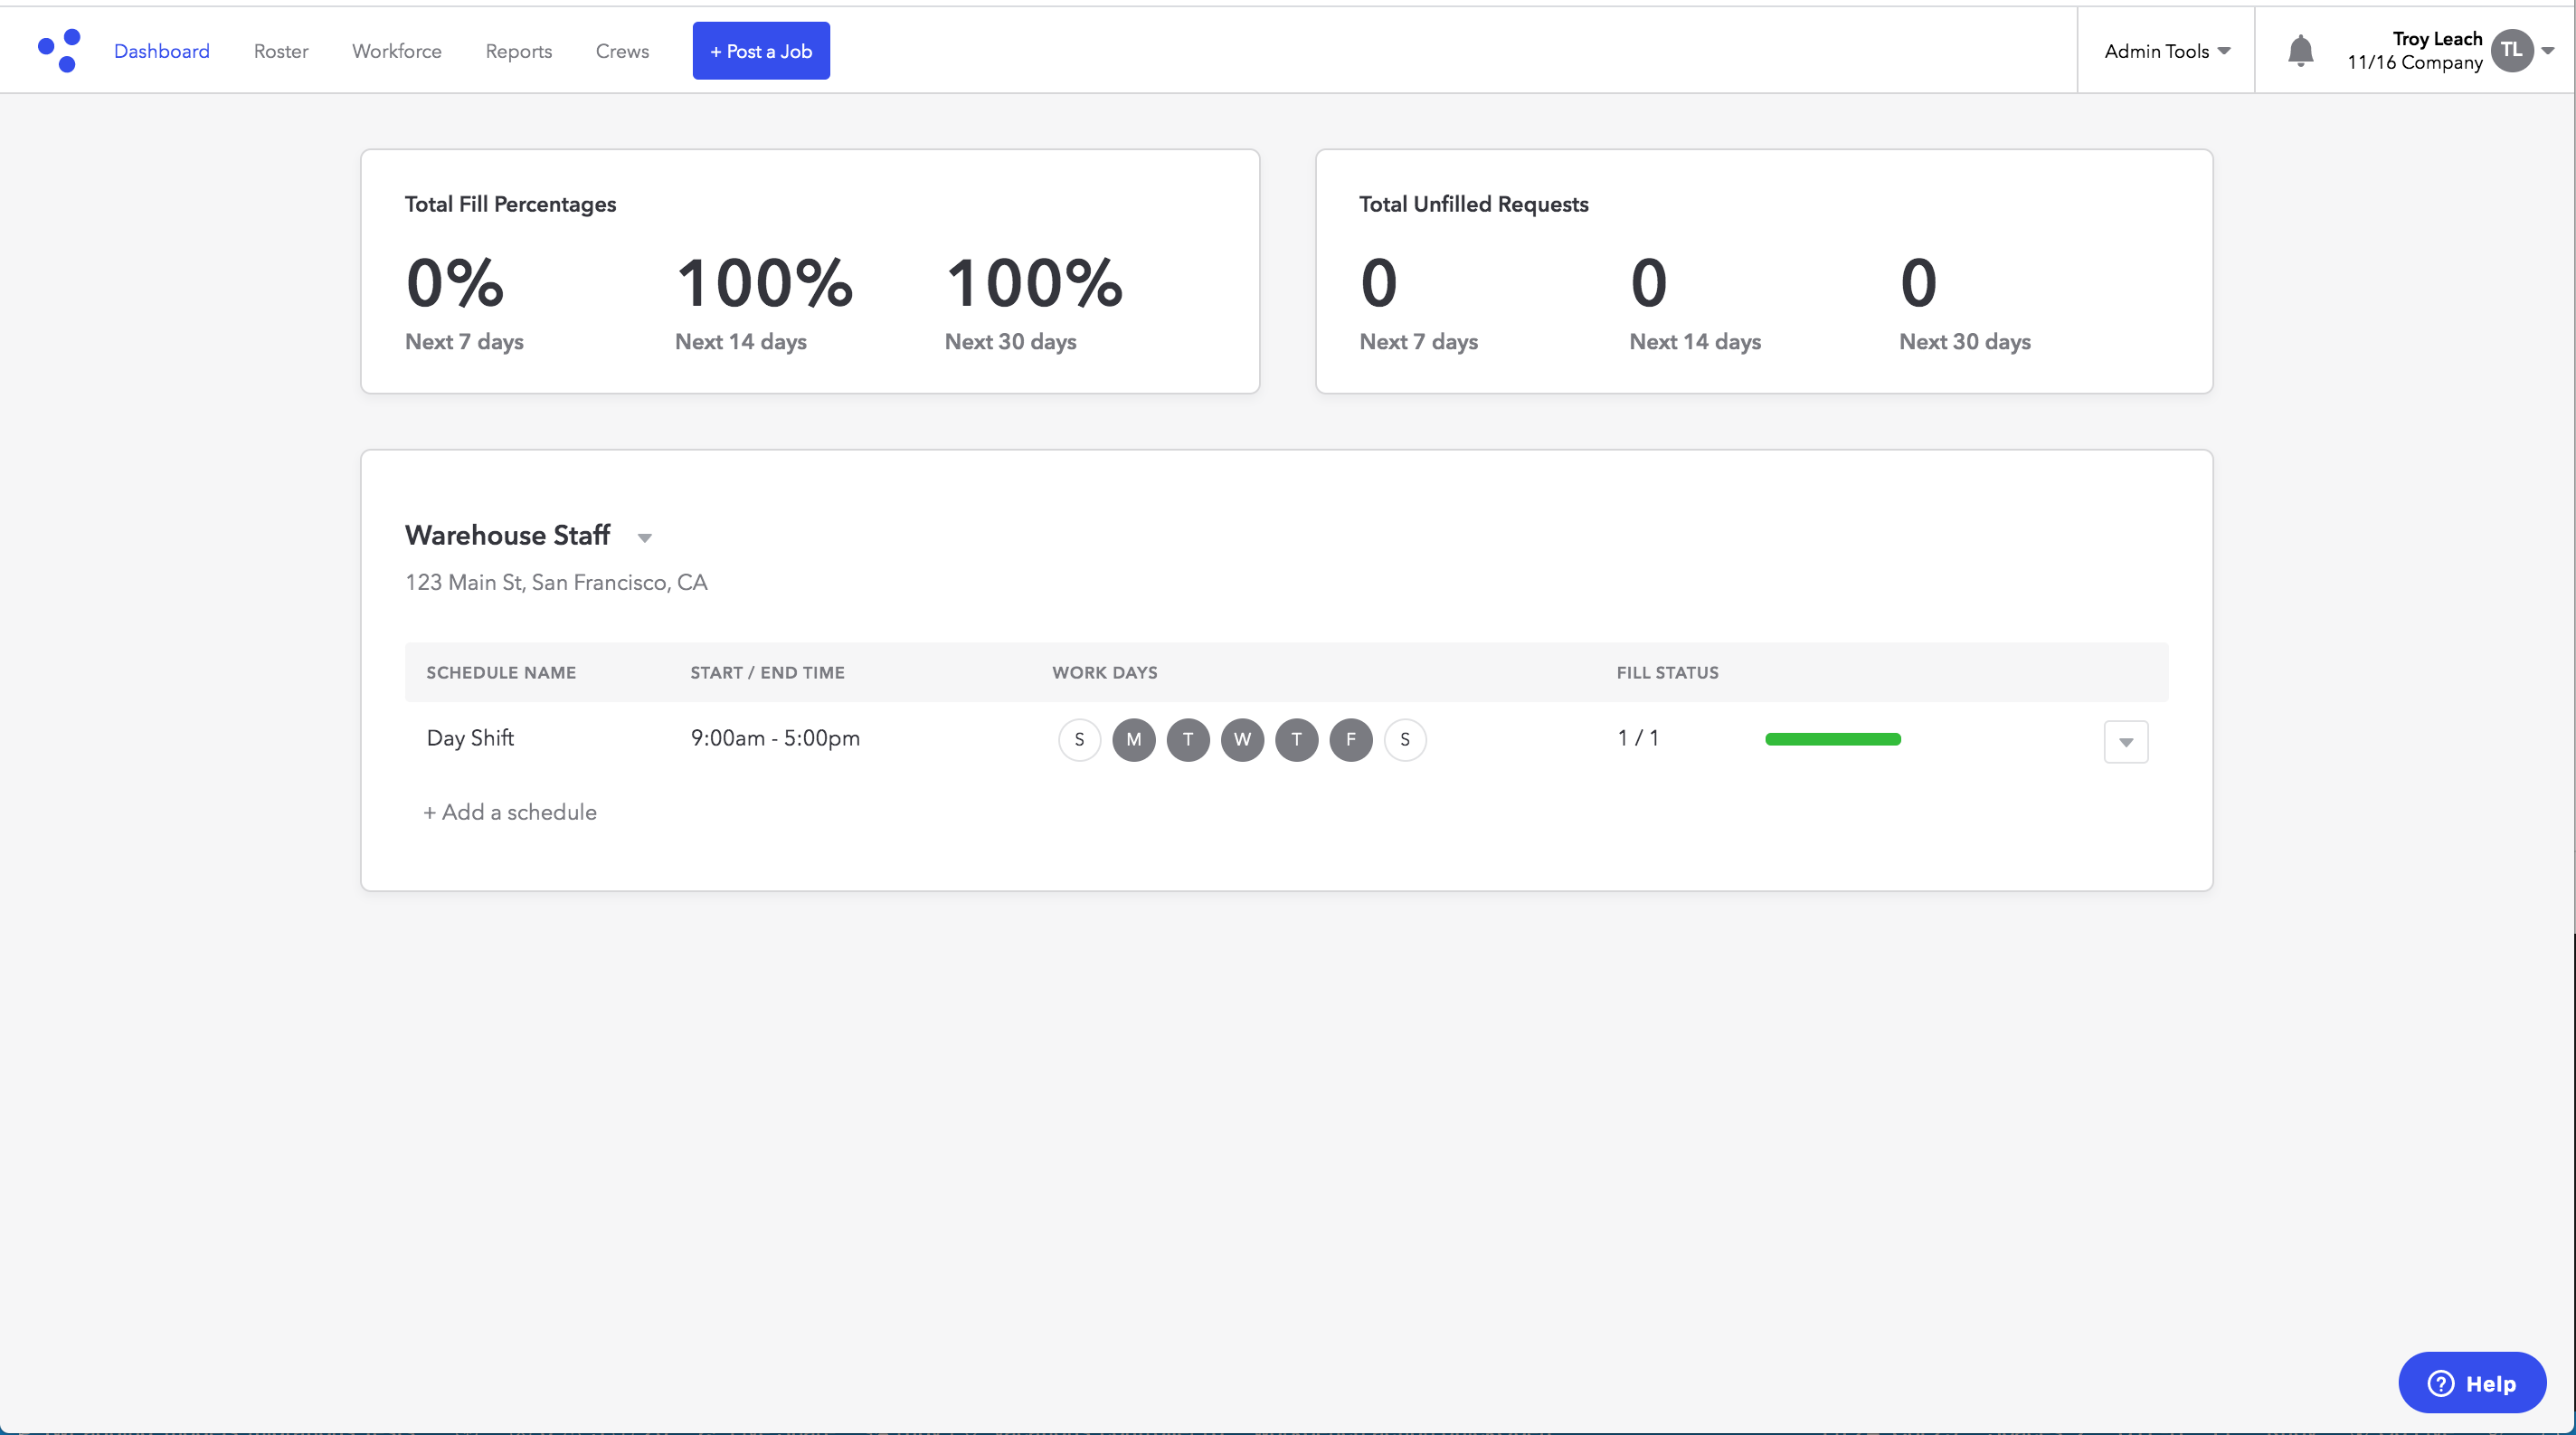 Dashboard Roster Workforce Reports Crews + Post a Job Admin Tools Troy Leach TL
11/16 Company
Total Fill Percentages
0% 100% 100%
Next 7 days Next 14 days Next 30 days
Total Unfilled Requests
0 0 0
Next 7 days Next 14 days Next 30 days
Warehouse Staff
123 Main St, San Francisco, CA
SCHEDULE NAME START / END TIME WORK DAYS FILL STATUS
Day Shift 9:00am - 5:00pm S M T W T F S 1 / 1
+ Add a schedule
? Help